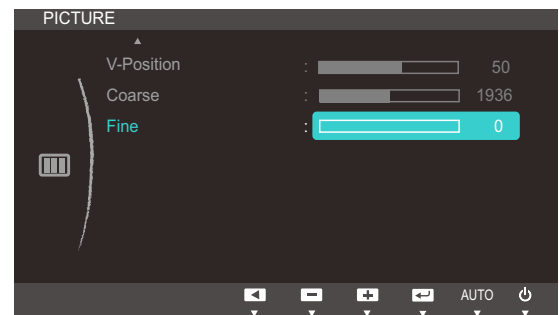 PICTURE
V-Position : 50
Coarse : 1936
Fine : 0
AUTO